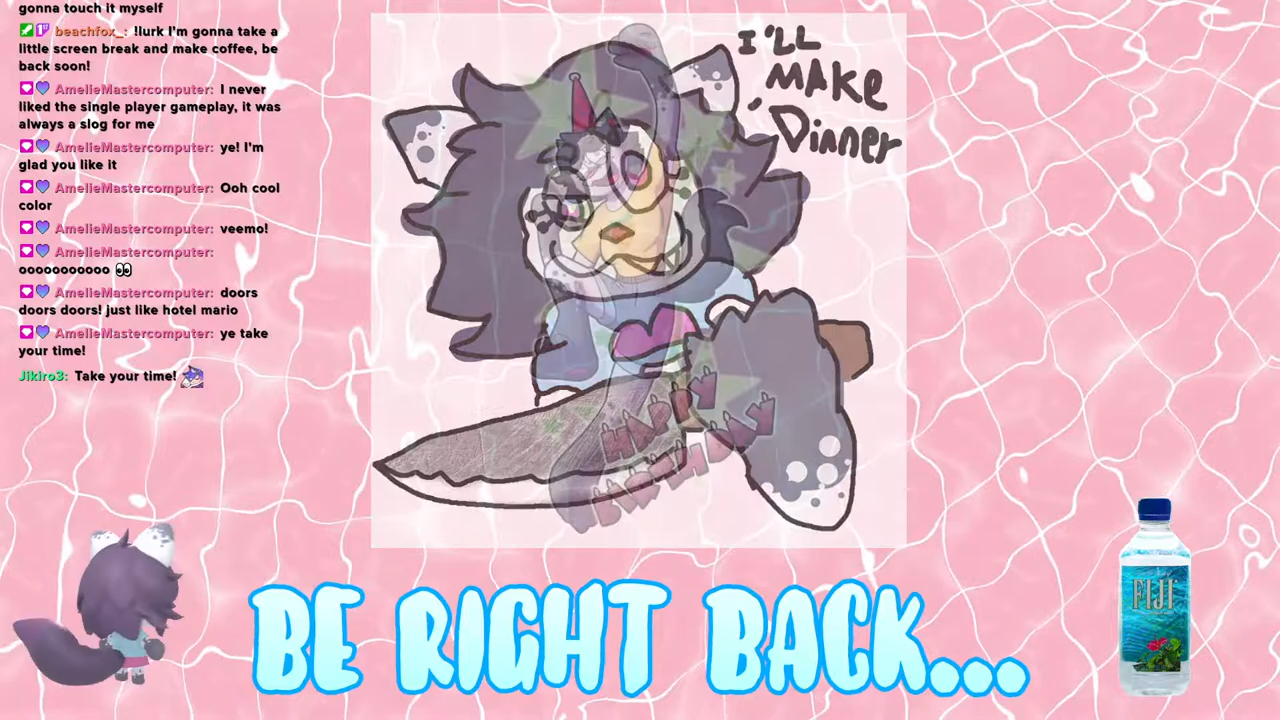 gonna touch it myself
beachfox_: !lurk I'm gonna take a
little screen break and make coffee, be
back soon!
AmelieMastercomputer: I never
liked the single player gameplay, it was
always a slog for me
AmelieMastercomputer: ye! I'm
glad you like it
AmelieMastercomputer: Ooh cool
color
AmelieMastercomputer: veemo!
AmelieMastercomputer:
ooooooooooo 👀
AmelieMastercomputer: doors
doors doors! just like hotel mario
AmelieMastercomputer: ye take
your time!
Jikiro3: Take your time!
I'LL
MAKE
Dinner
HAPPY
BIRTHDAY
FIJI
BE RIGHT BACK...